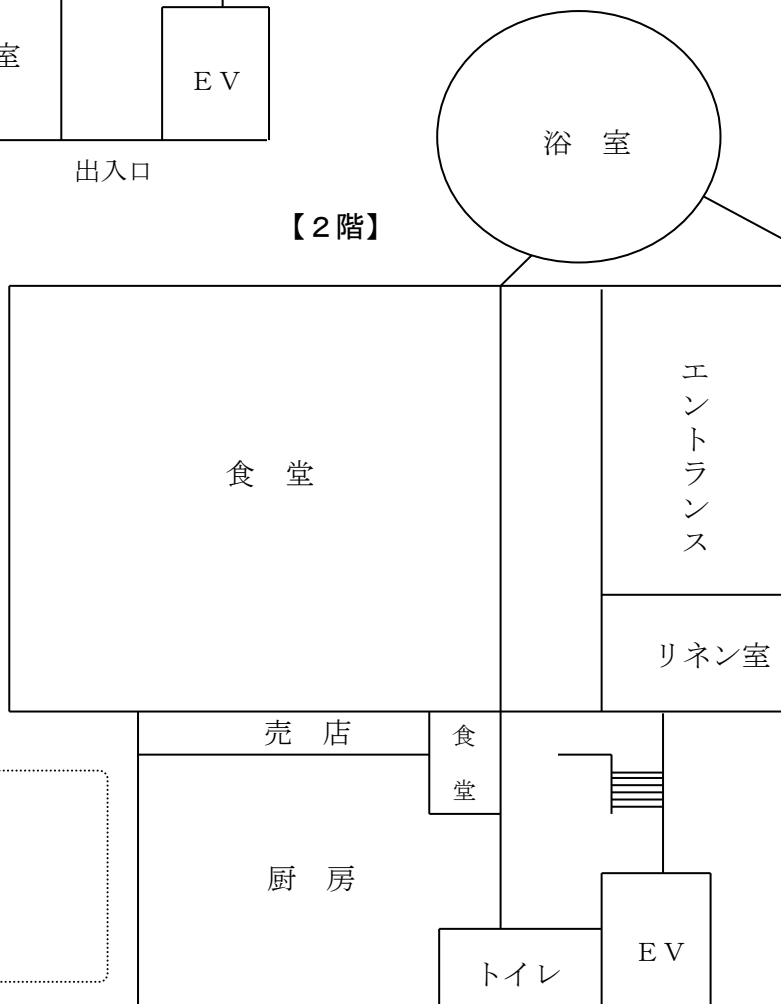 室
ＥＶ
浴　室
出入口
【２階】
エントランス
食　堂
リネン室
売　店
食堂
厨　房
ＥＶ
トイレ